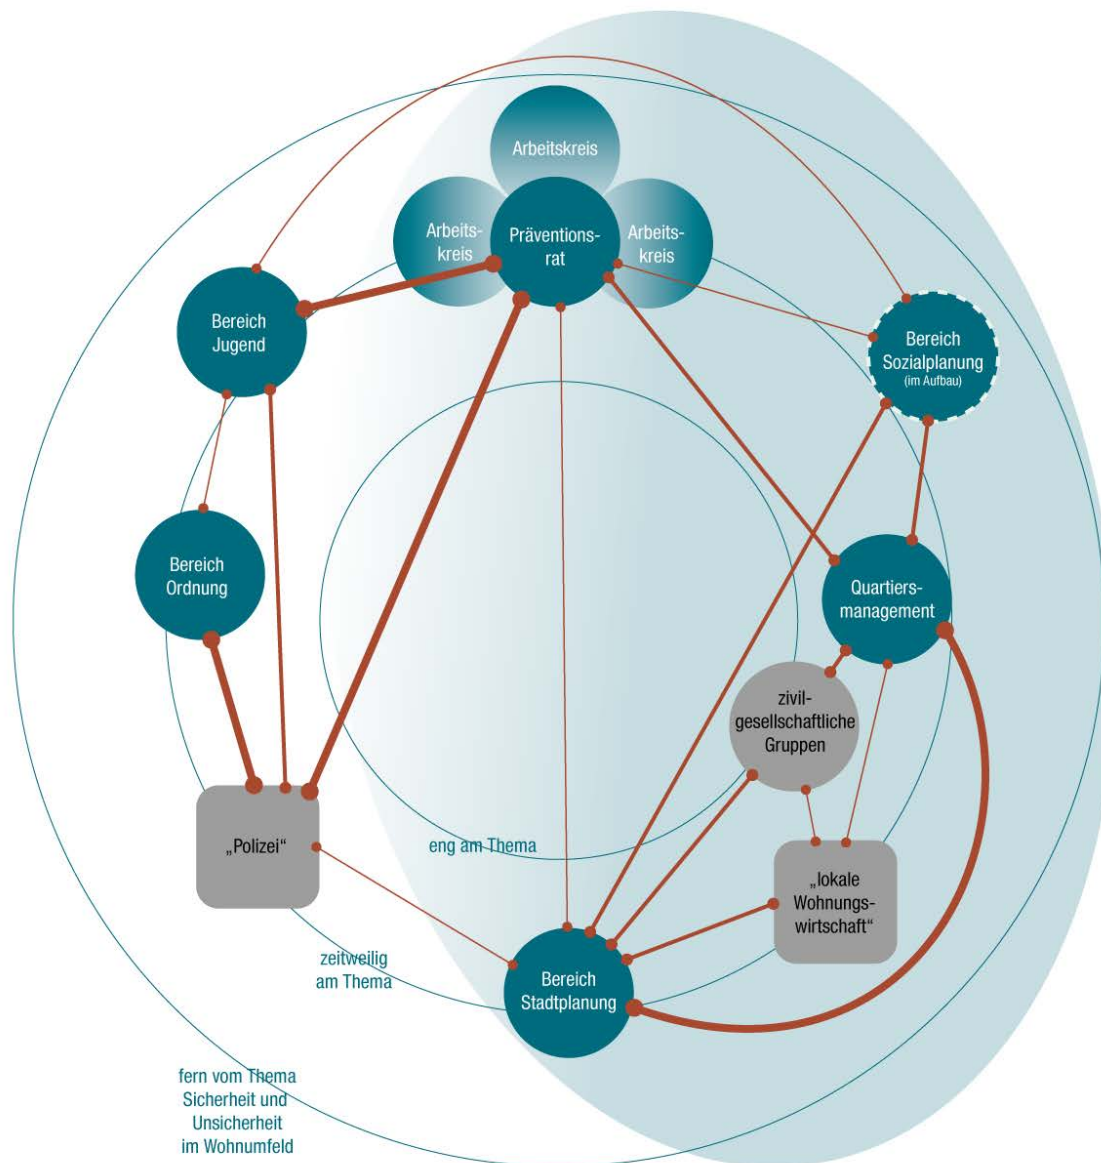 Arbeitskreis
Arbeits-
kreis
Präventions-
rat
Arbeits-
kreis
Bereich
Jugend
Bereich
Sozialplanung
(im Aufbau)
Bereich
Ordnung
Quartiers-
management
zivil-
gesellschaftliche
Gruppen
„Polizei“
eng am Thema
„lokale
Wohnungs-
wirtschaft“
zeitweilig
am Thema
Bereich
Stadtplanung
fern vom Thema
Sicherheit und
Unsicherheit
im Wohnumfeld